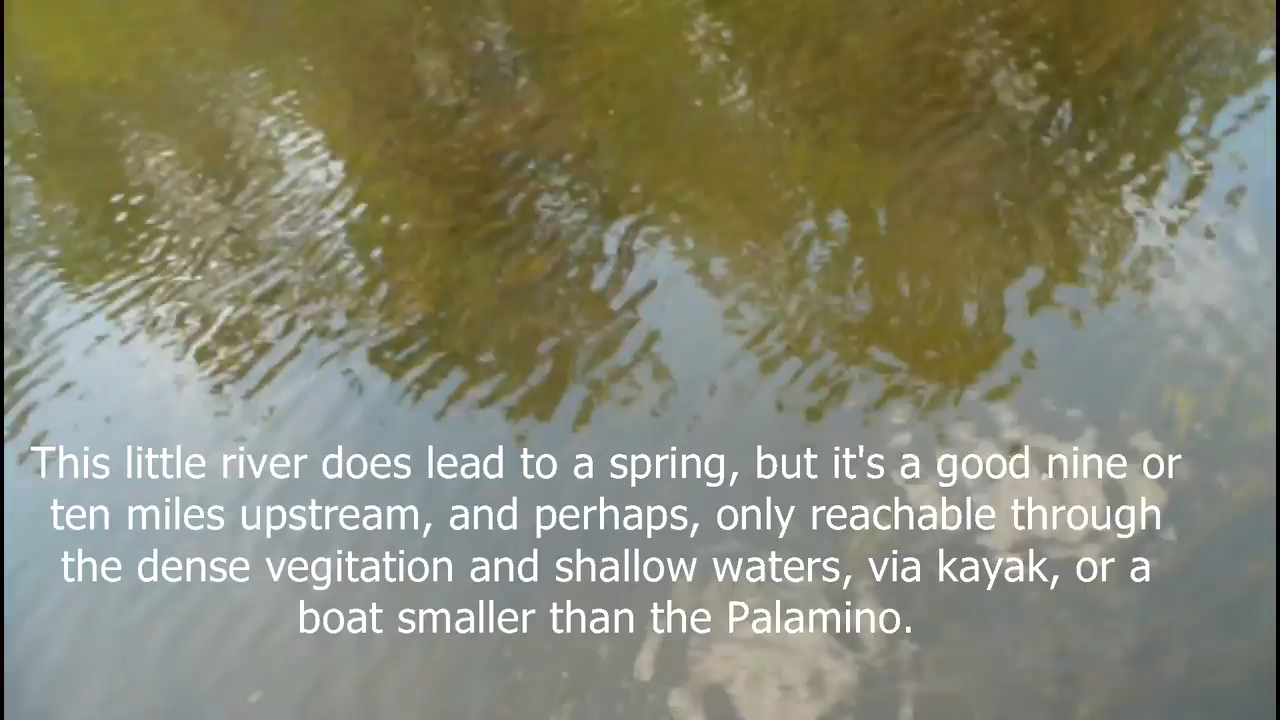 This little river does lead to a spring, but it's a good nine or
ten miles upstream, and perhaps, only reachable through
the dense vegitation and shallow waters, via kayak, or a
boat smaller than the Palamino.